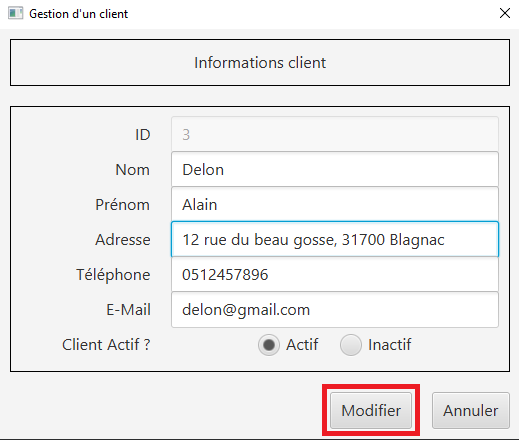 Gestion d'un client
Informations client
ID 3
Nom Delon
Prénom Alain
Adresse 12 rue du beau gosse, 31700 Blagnac
Téléphone 0512457896
E-Mail delon@gmail.com
Client Actif ? Actif Inactif
Modifier Annuler